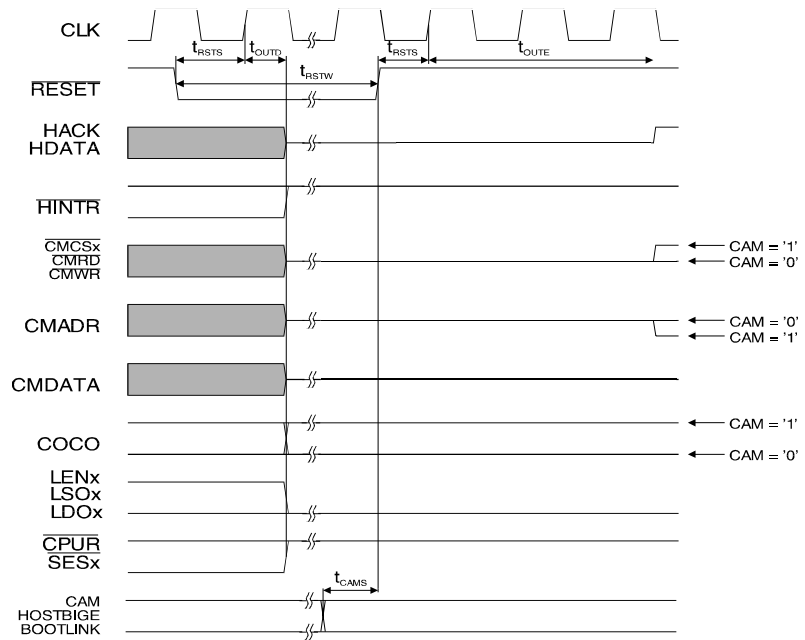 CLK
tRSTS tOUTD tRSTS tOUTE
tRSTW
RESET
HACK
HDATA
HINTR
CMCSx
CMRD
CMWR
CAM = '1'
CAM = '0'
CMADR
CAM = '0'
CAM = '1'
CMDATA
COCO
CAM = '1'
CAM = '0'
LENx
LSOx
LDOx
CPUR
SESx
tCAMS
CAM
HOSTBIGE
BOOTLINK